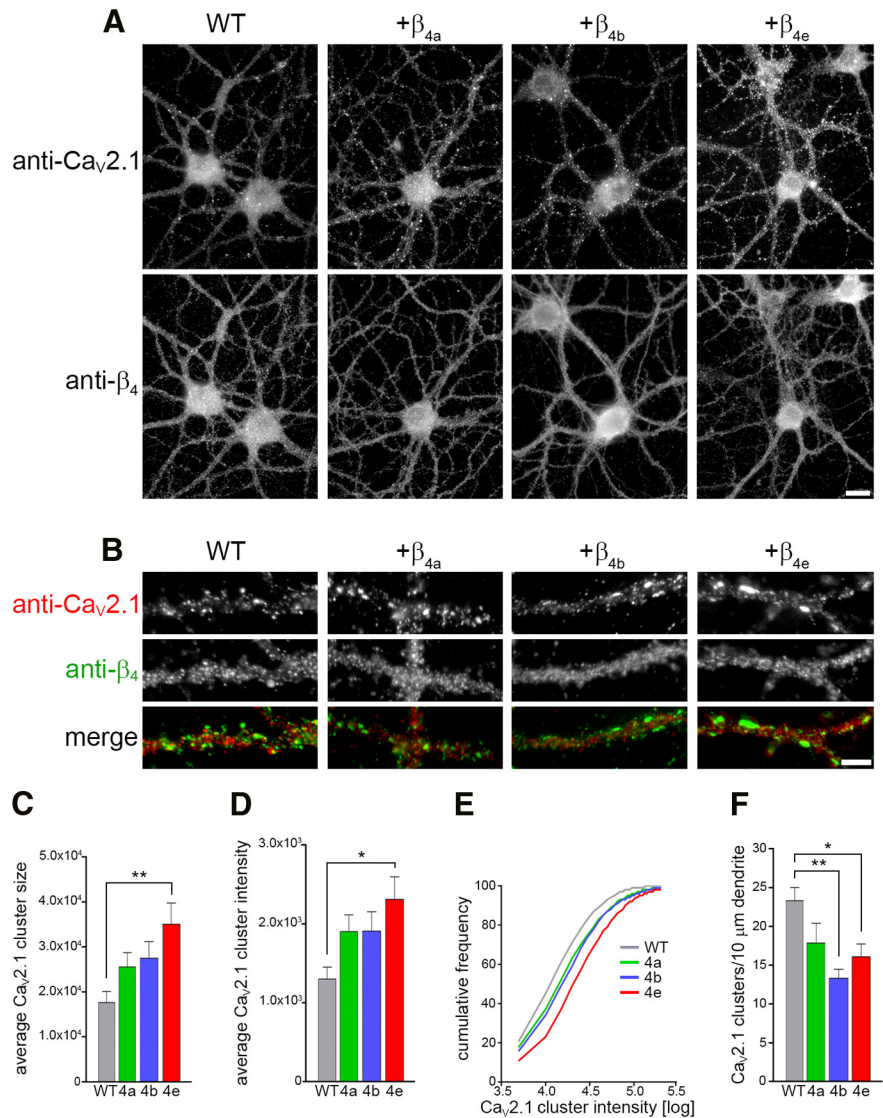 A
WT
+β4a
+β4b
+β4e
anti-CaV2.1
anti-β4
B
WT
+β4a
+β4b
+β4e
anti-CaV2.1
anti-β4
merge
C
average CaV2.1 cluster size
5.0x10⁴
4.0x10⁴
3.0x10⁴
2.0x10⁴
1.0x10⁴
0
**
WT 4a 4b 4e
D
average CaV2.1 cluster intensity
3.0x10³
2.0x10³
1.0x10³
0
*
WT 4a 4b 4e
E
cumulative frequency
100
80
60
40
20
0
WT
4a
4b
4e
3.5 4.0 4.5 5.0 5.5
CaV2.1 cluster intensity [log]
F
CaV2.1 clusters/10 μm dendrite
30
25
20
15
10
5
0
*
**
WT 4a 4b 4e